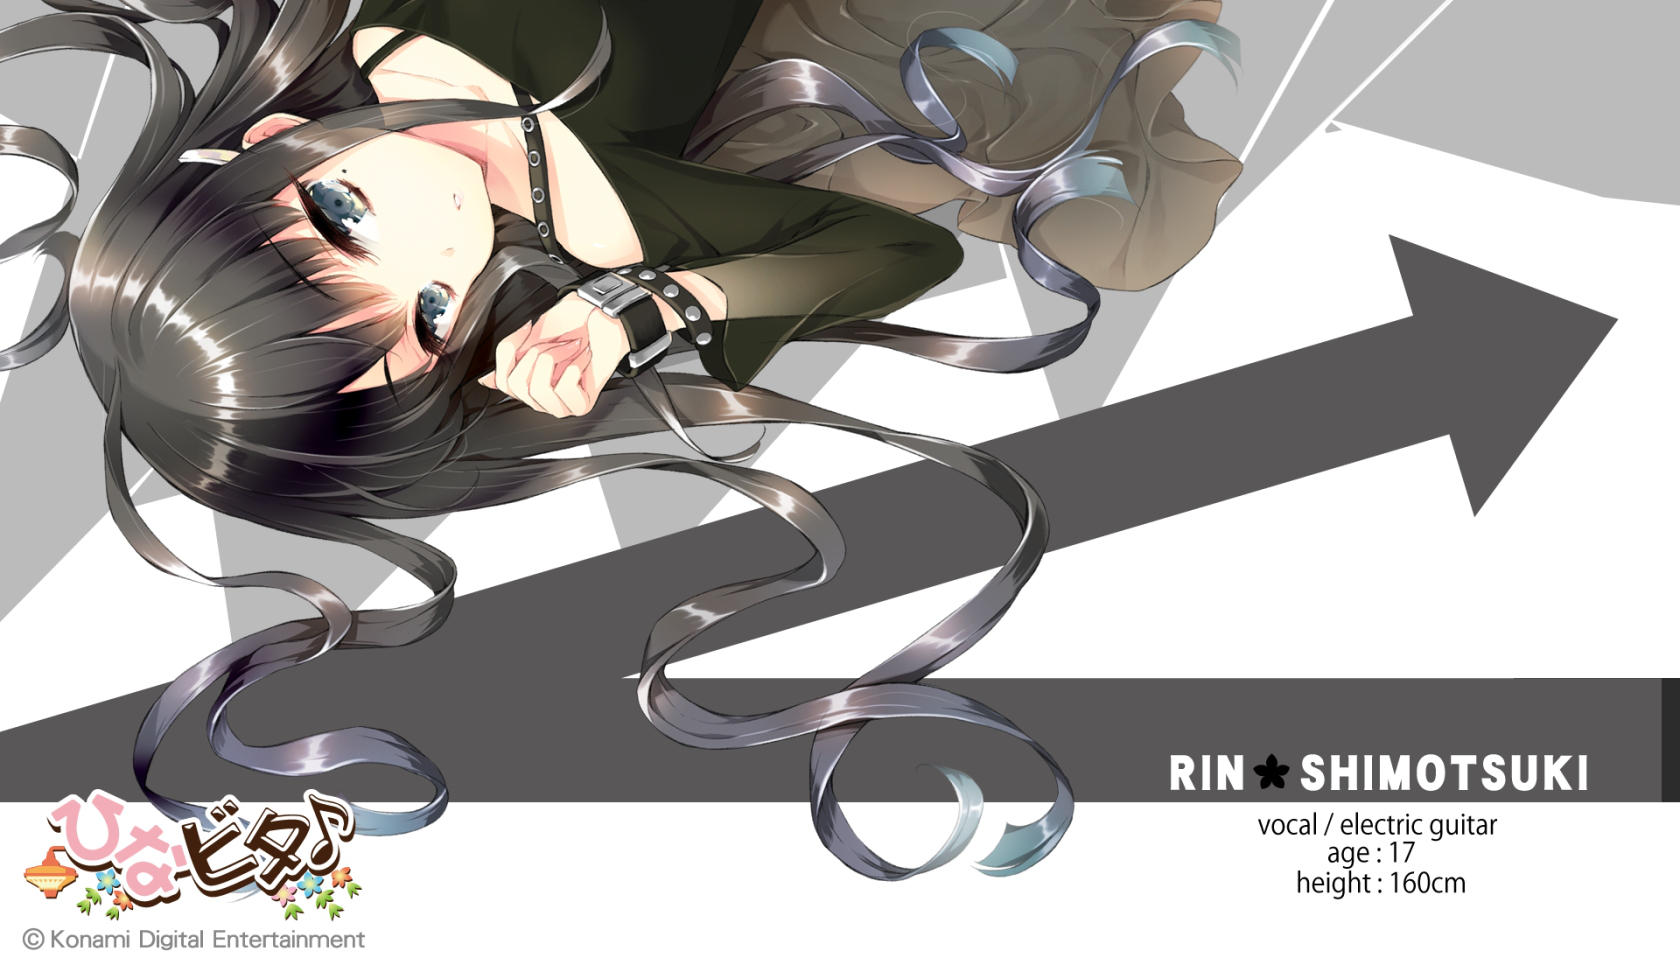 RIN★SHIMOTSUKI
vocal / electric guitar
age : 17
height : 160cm
ひなビタ♪
© Konami Digital Entertainment